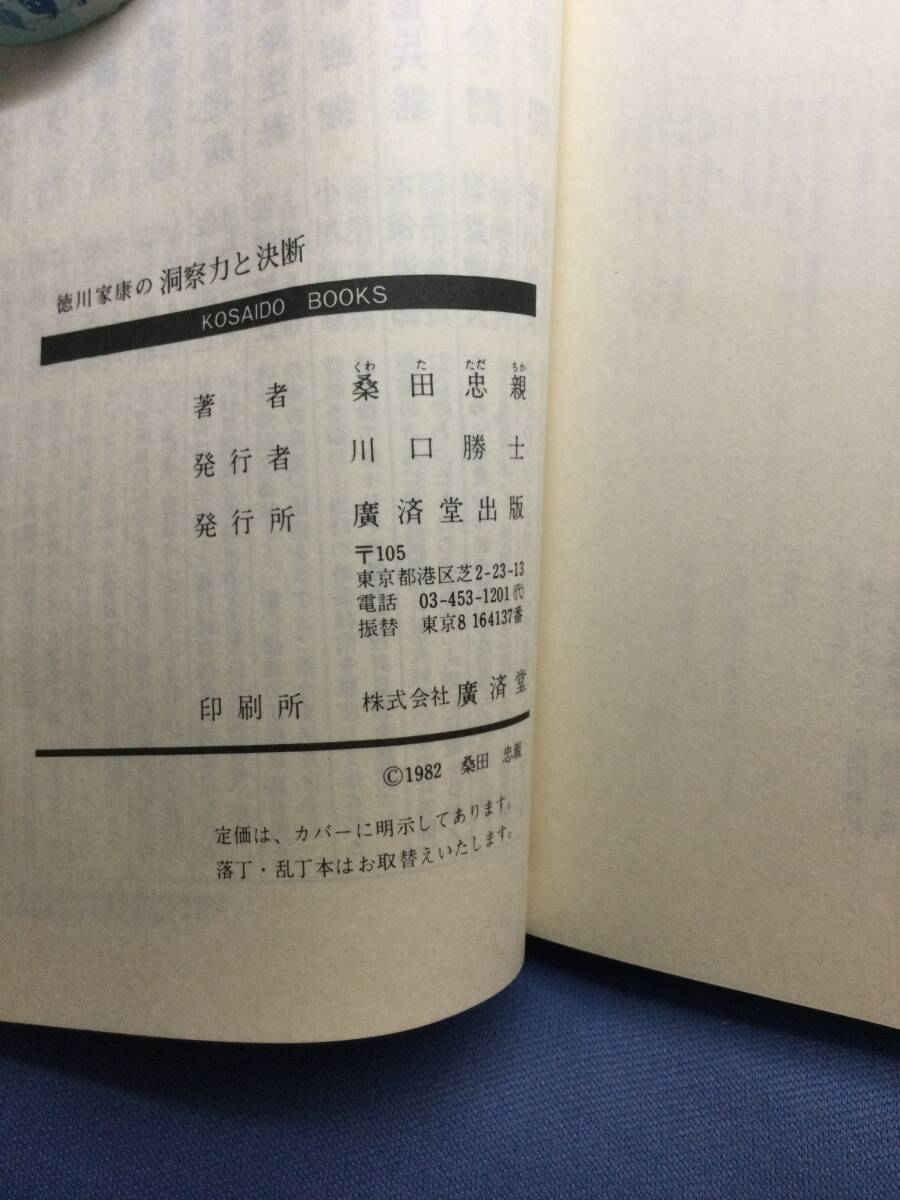 徳川家康の 洞察力と決断
KOSAIDO BOOKS
くわ た ただ ちか
著者 桑田忠親
発行者 川口勝士
発行所 廣済堂出版
〒105
東京都港区芝2-23-13
電話 03-453-1201㈹
振替 東京8 164137番
印刷所 株式会社 廣済堂
©1982 桑田 忠親
定価は、カバーに明示してあります。
落丁・乱丁本はお取替えいたします。